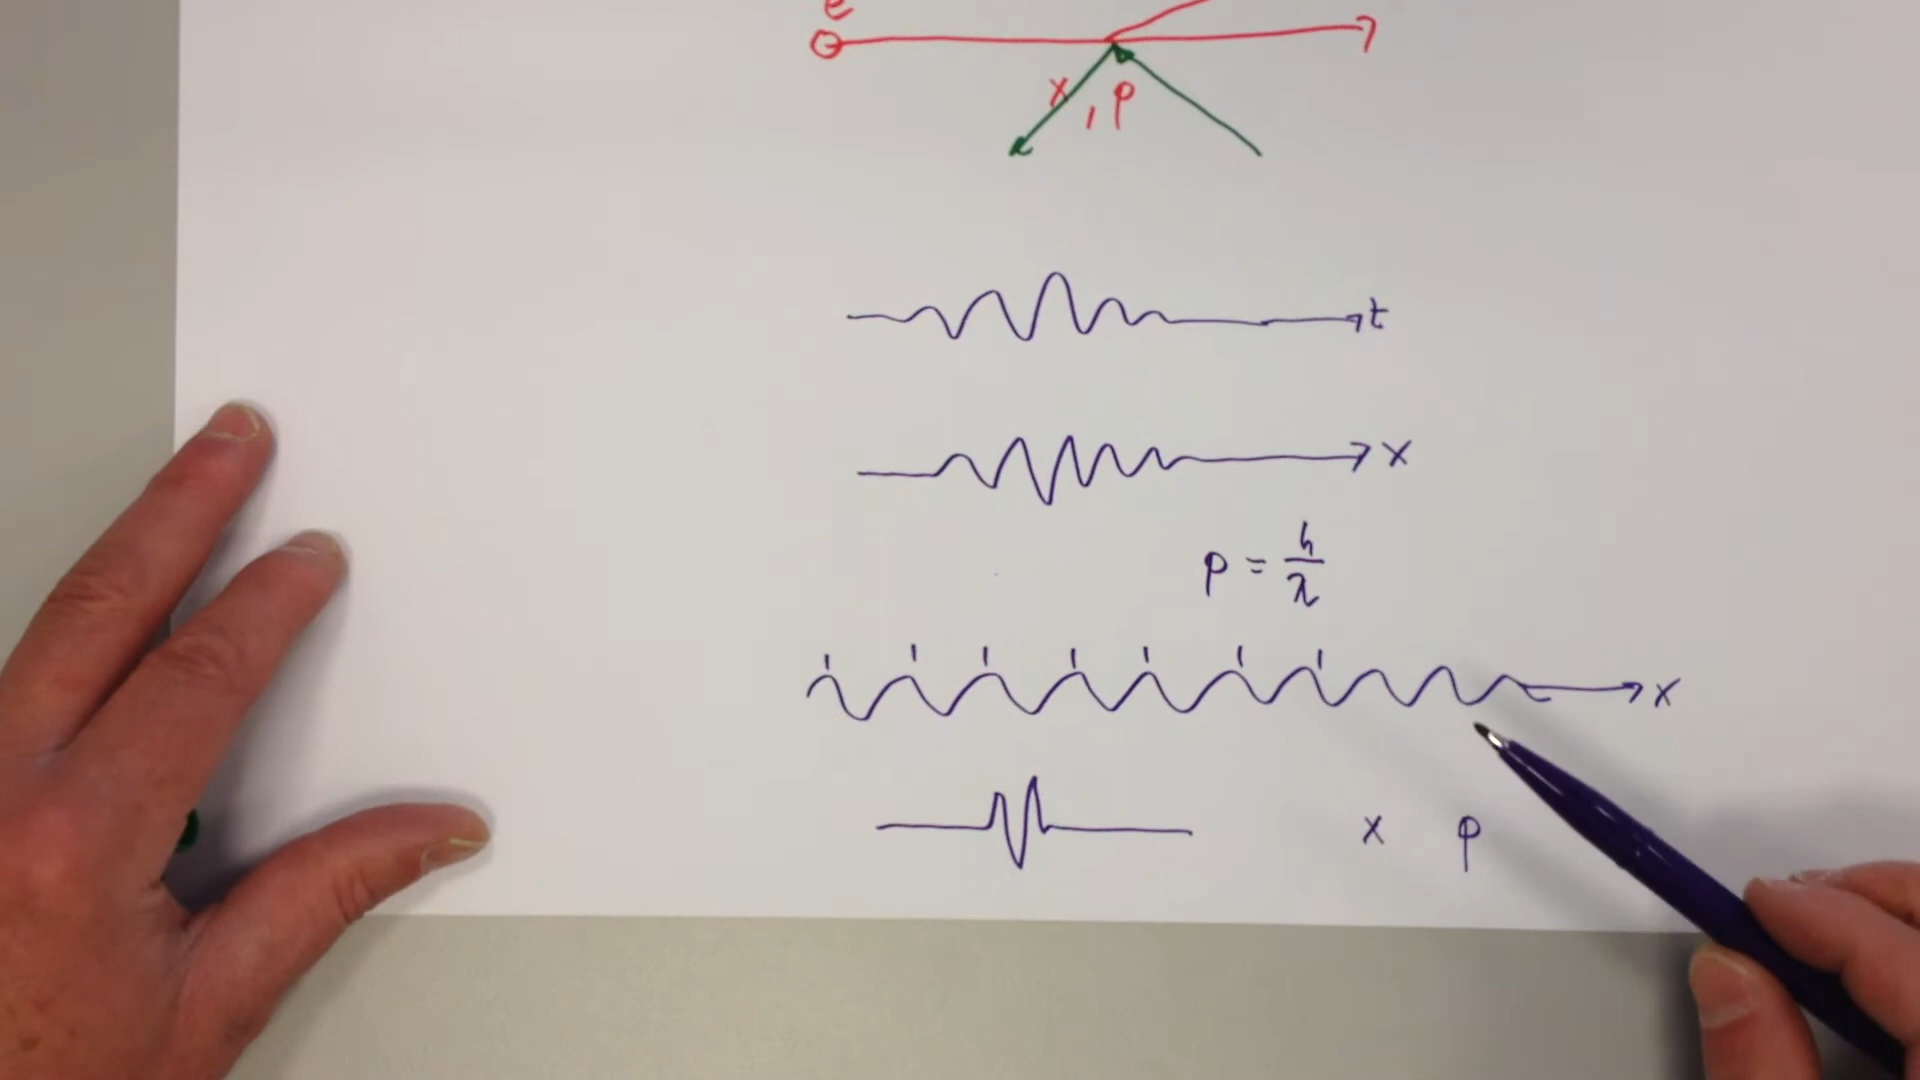 e
x , p
t
x
p = h/λ
x
x p